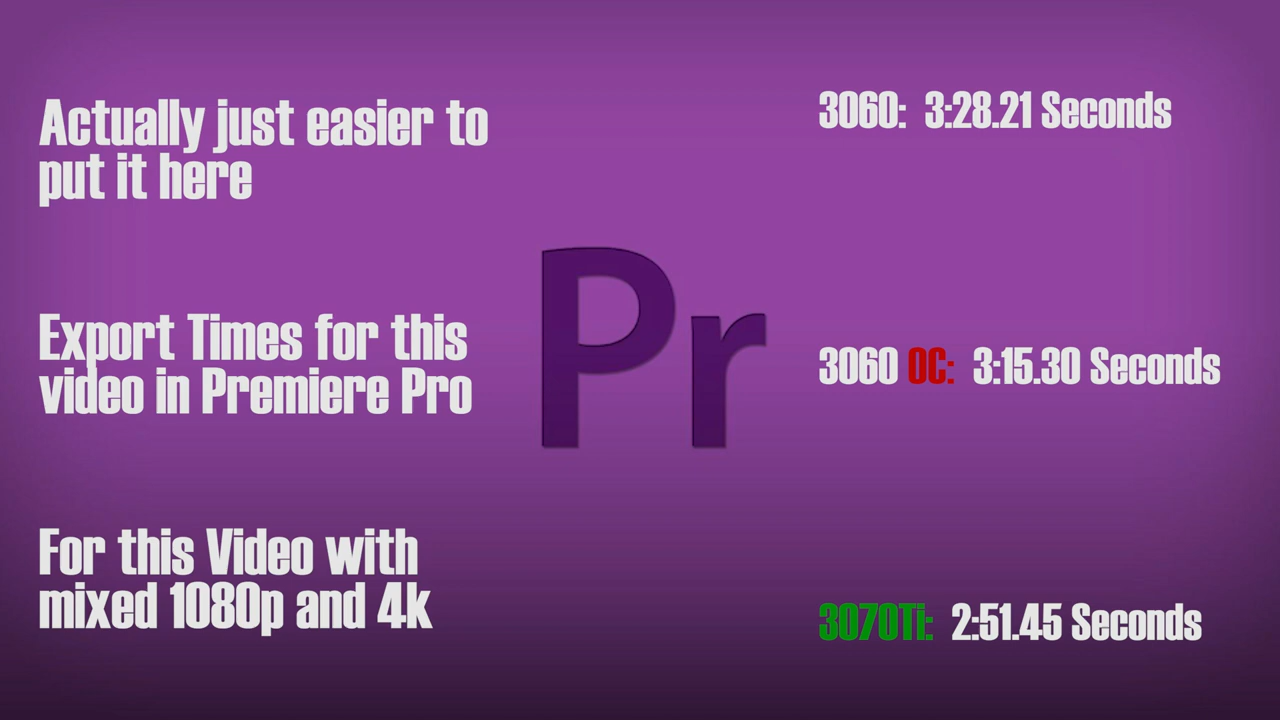 Actually just easier to
put it here
3060: 3:28.21 Seconds
Pr
Export Times for this
video in Premiere Pro
3060 OC: 3:15.30 Seconds
For this Video with
mixed 1080p and 4k
3070Ti: 2:51.45 Seconds